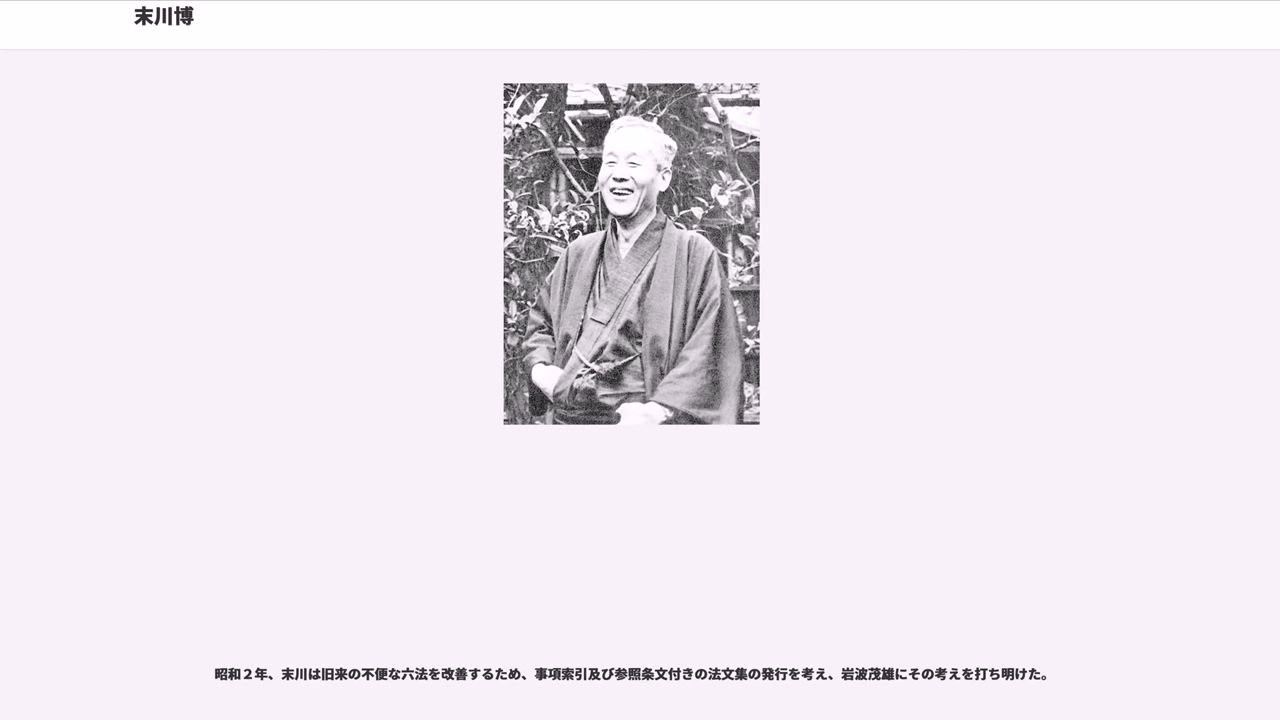 末川博
昭和２年、末川は旧来の不便な六法を改善するため、事項索引及び参照条文付きの法文集の発行を考え、岩波茂雄にその考えを打ち明けた。